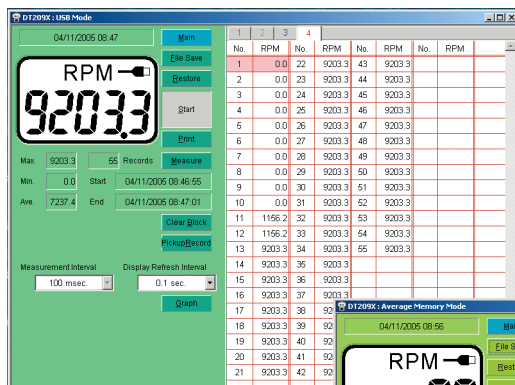 DT209X : USB Mode
04/11/2005 08:47
Main
File Save
Restore
RPM
9203.3
Start
Print
Max. 9203.3 55 Records Measure
Min. 0.0 Start 04/11/2005 08:46:55
Ave. 7237.4 End 04/11/2005 08:47:01
Clear Block
PickupRecord
Measurement Interval Display Refresh Interval
100 msec. 0.1 sec.
Graph
1 2 3 4
No. RPM No. RPM No. RPM No. RPM
1 0.0 22 9203.3 43 9203.3
2 0.0 23 9203.3 44 9203.3
3 0.0 24 9203.3 45 9203.3
4 0.0 25 9203.3 46 9203.3
5 0.0 26 9203.3 47 9203.3
6 0.0 27 9203.3 48 9203.3
7 0.0 28 9203.3 49 9203.3
8 0.0 29 9203.3 50 9203.3
9 0.0 30 9203.3 51 9203.3
10 0.0 31 9203.3 52 9203.3
11 1156.2 32 9203.3 53 9203.3
12 1156.2 33 9203.3 54 9203.3
13 9203.3 34 9203.3 55 9203.3
14 9203.3 35 9203.3
15 9203.3 36 9203.3
16 9203.3 37 9203.3
17 9203.3 38 920
18 9203.3 39 920
19 9203.3 40 920
20 9203.3 41 920
21 9203.3 42 920
DT209X : Average Memory Mode
04/11/2005 08:56
Mai
File S
RPM
Rest